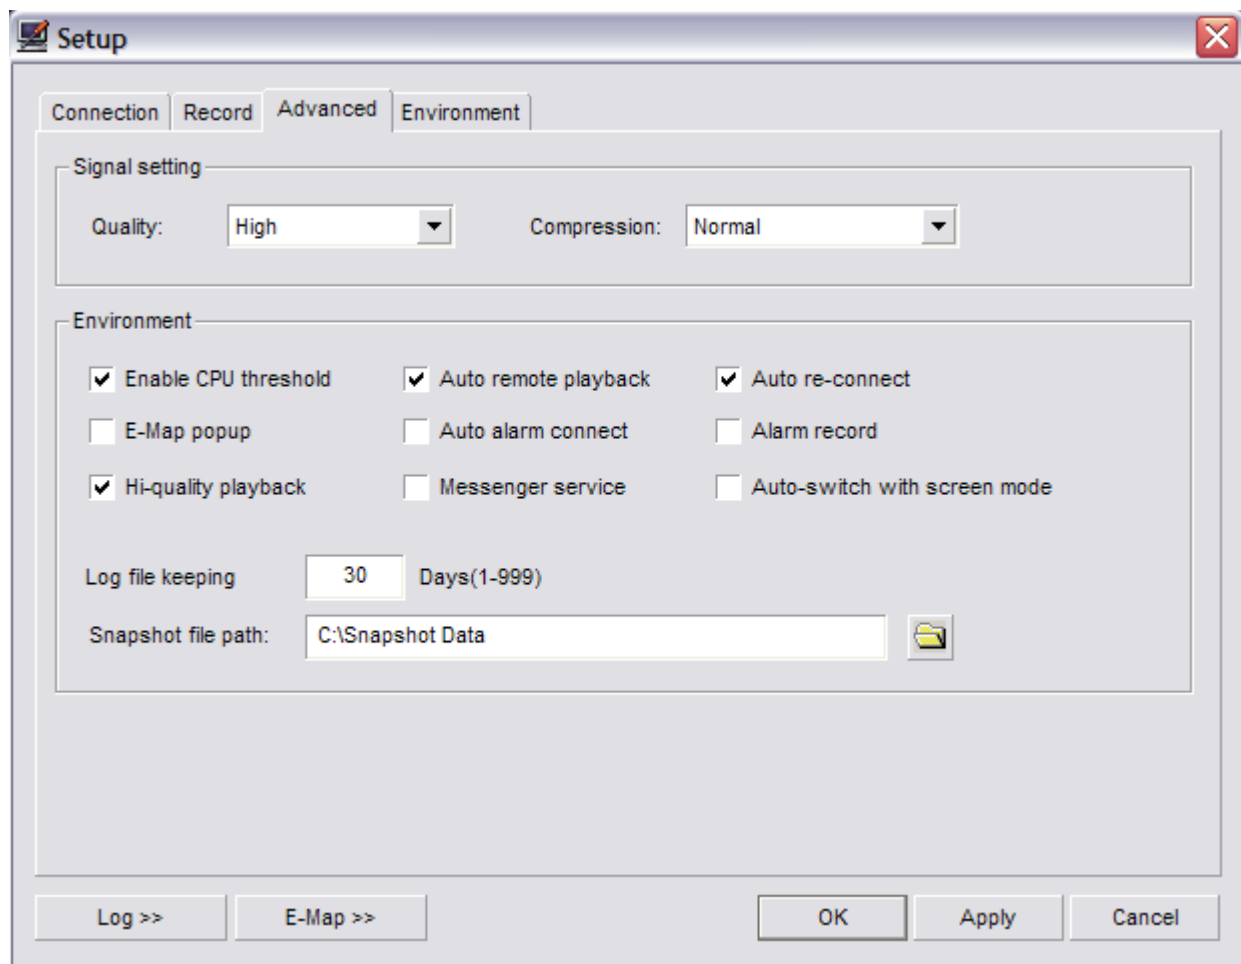 Setup
Connection Record Advanced Environment
Signal setting
Quality: High Compression: Normal
Environment
Enable CPU threshold Auto remote playback Auto re-connect
E-Map popup Auto alarm connect Alarm record
Hi-quality playback Messenger service Auto-switch with screen mode
Log file keeping 30 Days(1-999)
Snapshot file path: C:\Snapshot Data
Log >> E-Map >> OK Apply Cancel